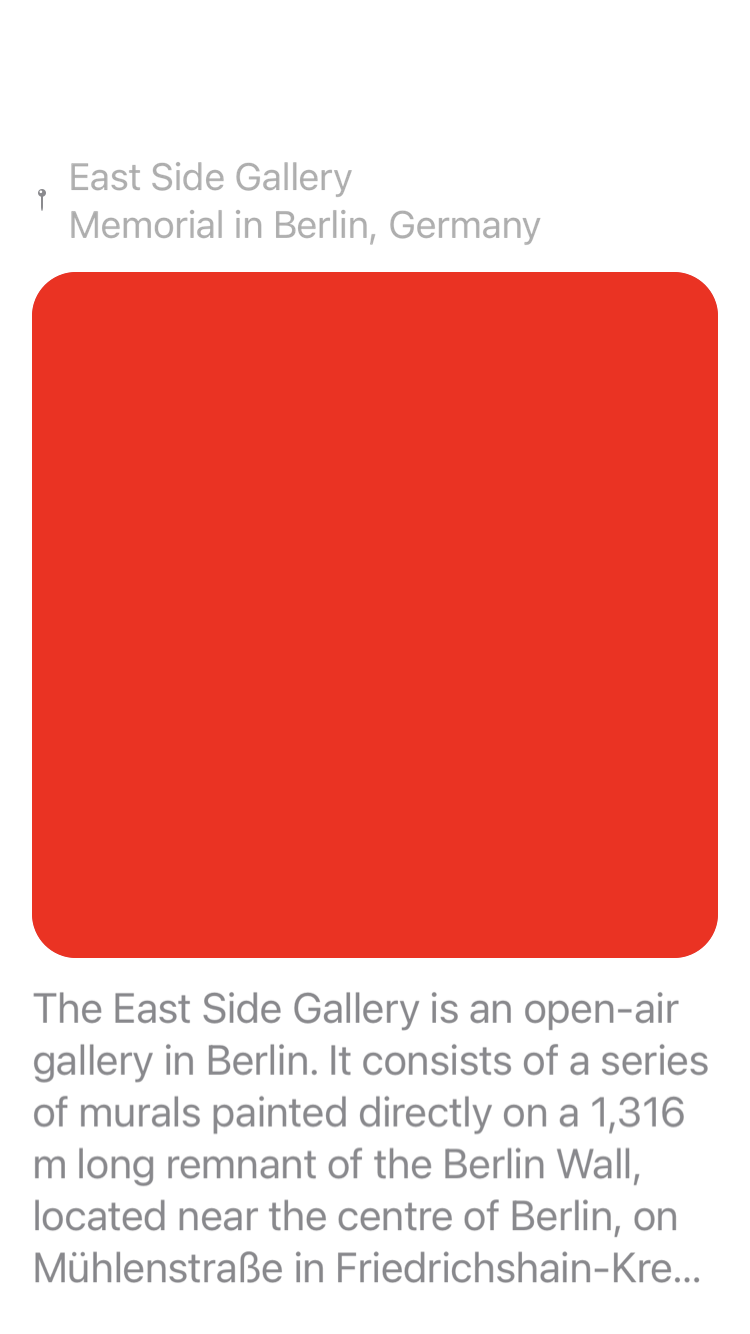 East Side Gallery
Memorial in Berlin, Germany
The East Side Gallery is an open-air
gallery in Berlin. It consists of a series
of murals painted directly on a 1,316
m long remnant of the Berlin Wall,
located near the centre of Berlin, on
Mühlenstraße in Friedrichshain-Kre...